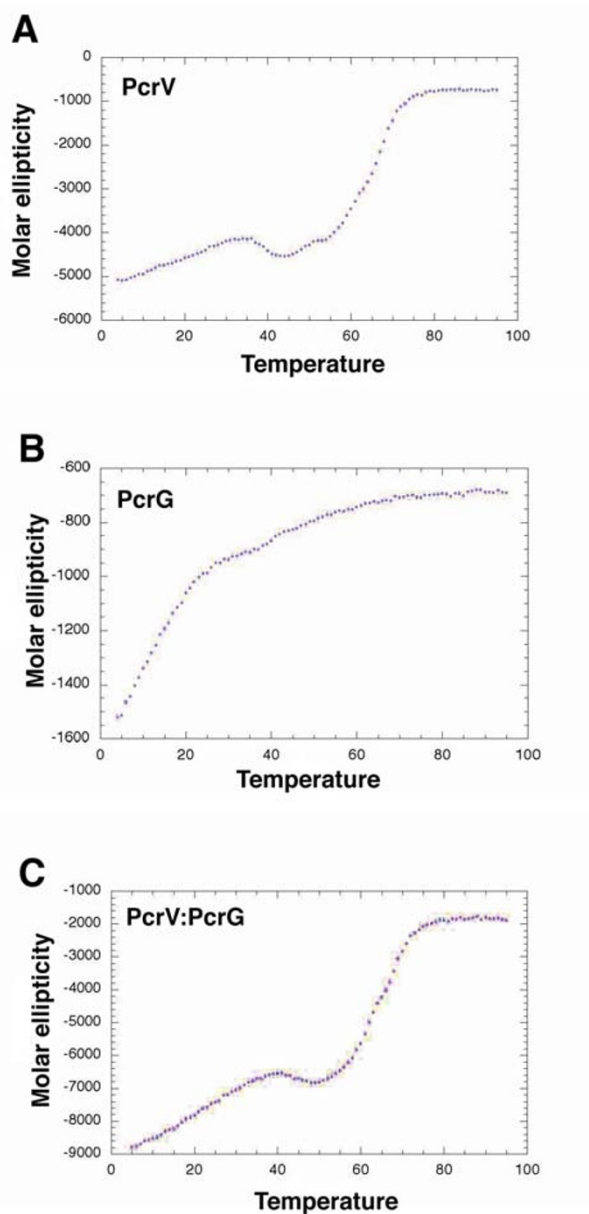 A
PcrV
Molar ellipticity
0
-1000
-2000
-3000
-4000
-5000
-6000
0 20 40 60 80 100
Temperature
B
PcrG
Molar ellipticity
-600
-800
-1000
-1200
-1400
-1600
0 20 40 60 80 100
Temperature
C
PcrV:PcrG
Molar ellipticity
-1000
-2000
-3000
-4000
-5000
-6000
-7000
-8000
-9000
0 20 40 60 80 100
Temperature